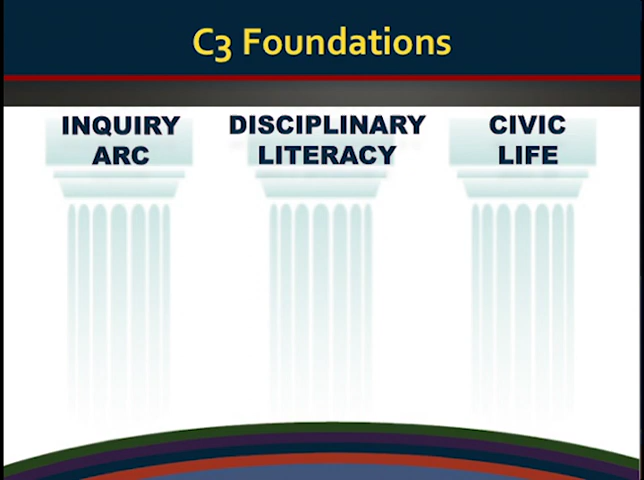 C3 Foundations
INQUIRY
ARC
DISCIPLINARY
LITERACY
CIVIC
LIFE